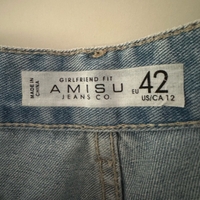 MADE IN
CHINA
GIRLFRIEND FIT
AMISU
JEANS CO.
EU 42
US/CA 12